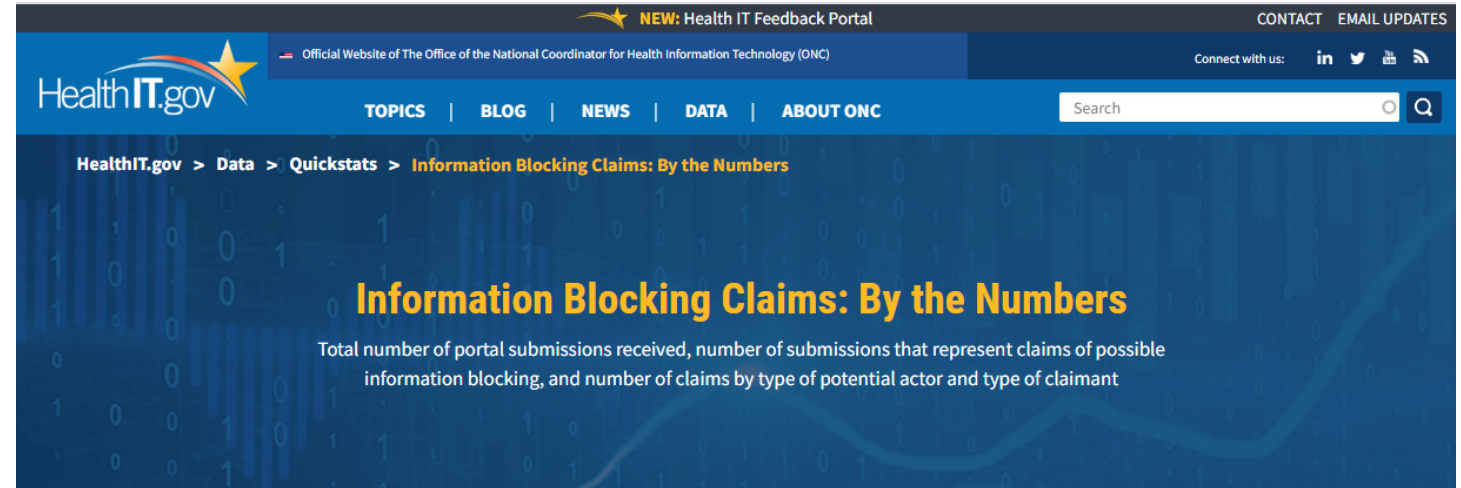 NEW: Health IT Feedback Portal
CONTACT EMAIL UPDATES
Official Website of The Office of the National Coordinator for Health Information Technology (ONC)
Connect with us:
HealthIT.gov
TOPICS | BLOG | NEWS | DATA | ABOUT ONC
Search
HealthIT.gov > Data > Quickstats > Information Blocking Claims: By the Numbers
Information Blocking Claims: By the Numbers
Total number of portal submissions received, number of submissions that represent claims of possible
information blocking, and number of claims by type of potential actor and type of claimant